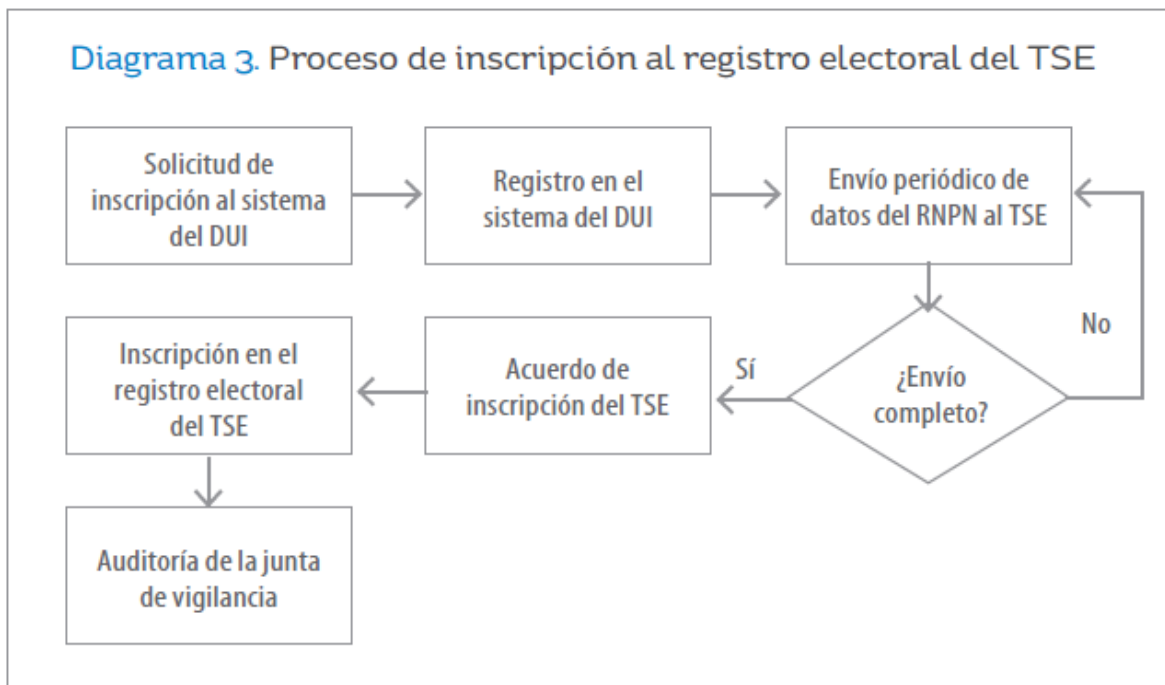 Diagrama 3. Proceso de inscripción al registro electoral del TSE
Solicitud de
inscripción al sistema
del DUI
Registro en el
sistema del DUI
Envío periódico de
datos del RNPN al TSE
¿Envío
completo?
No
Sí
Acuerdo de
inscripción del TSE
Inscripción en el
registro electoral
del TSE
Auditoría de la junta
de vigilancia